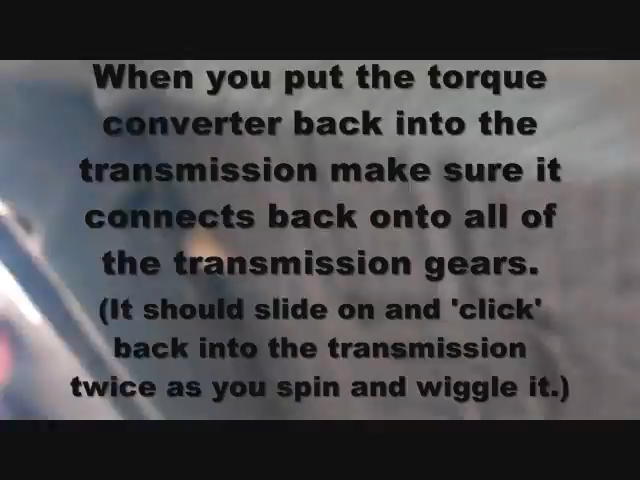 When you put the torque
converter back into the
transmission make sure it
connects back onto all of
the transmission gears.
(It should slide on and 'click'
back into the transmission
twice as you spin and wiggle it.)